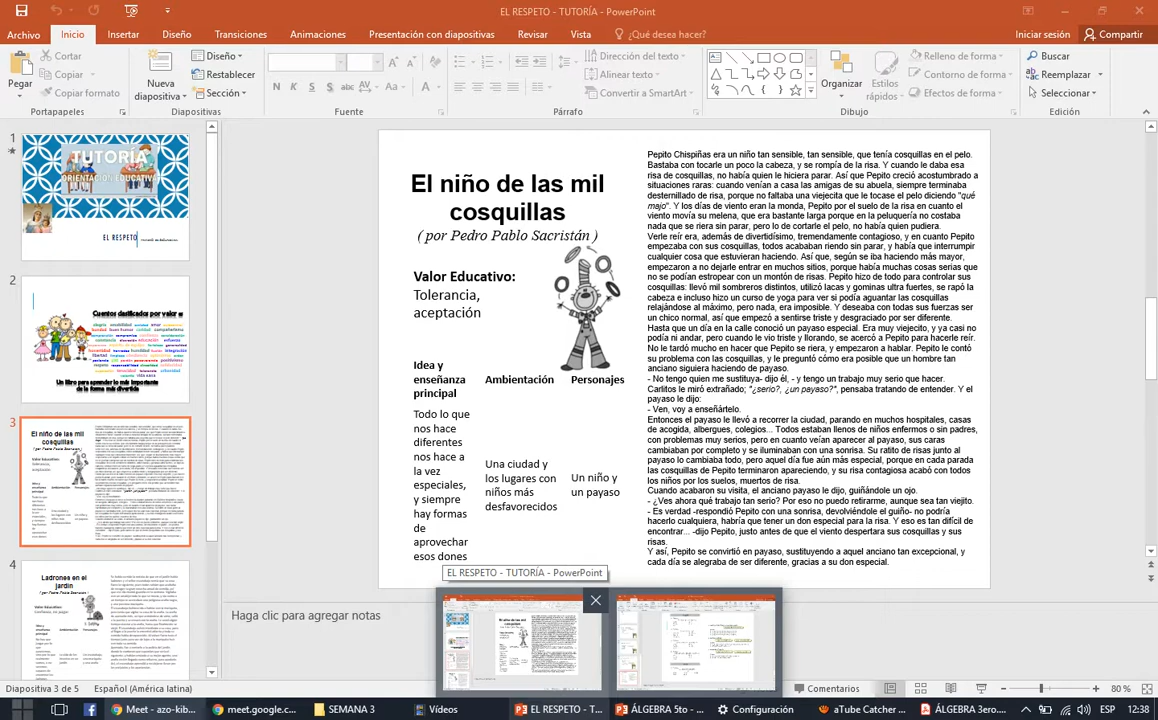 EL RESPETO - TUTORÍA - PowerPoint
Archivo
Inicio
Insertar
Diseño
Transiciones
Animaciones
Presentación con diapositivas
Revisar
Vista
¿Qué desea hacer?
Iniciar sesión
Compartir
Cortar
Copiar
Copiar formato
Pegar
Nueva
diapositiva
Diseño
Restablecer
Sección
N K S S abc AV Aa A
Dirección del texto
Alinear texto
Convertir a SmartArt
Organizar
Estilos
rápidos
Relleno de forma
Contorno de forma
Efectos de forma
Buscar
Reemplazar
Seleccionar
Portapapeles
Diapositivas
Fuente
Párrafo
Dibujo
Edición
1
TUTORÍA
ORIENTACIÓN EDUCATIVA
EL RESPETO
2
Cuentos clasificados por valor
Un libro para aprender lo más importante
de la forma más divertida
3
El niño de las mil
cosquillas
4
Ladrones en el
jardín
El niño de las mil
cosquillas
( por Pedro Pablo Sacristán )
Valor Educativo:
Tolerancia,
aceptación
Idea y
enseñanza
principal
Ambientación
Personajes
Todo lo que
nos hace
diferentes
nos hace a
la vez
especiales,
y siempre
hay formas
de
aprovechar
esos dones
Una ciudad y
los lugares con
niños más
desfavorecidos
Un niño y
un payaso
Pepito Chispiñas era un niño tan sensible, tan sensible, que tenía cosquillas en el pelo.
Bastaba con tocarle un poco la cabeza, y se rompía de la risa. Y cuando le daba esa
risa de cosquillas, no había quien le hiciera parar. Así que Pepito creció acostumbrado a
situaciones raras: cuando venían a casa las amigas de su abuela, siempre terminaba
desternillado de risa, porque no faltaba una viejecita que le tocase el pelo diciendo "qué
majo". Y los días de viento eran la monda, Pepito por el suelo de la risa en cuanto el
viento movía su melena, que era bastante larga porque en la peluquería no costaba
nada que se riera sin parar, pero lo de cortarle el pelo, no había quien pudiera.
Verle reír era, además de divertidísimo, tremendamente contagioso, y en cuanto Pepito
empezaba con sus cosquillas, todos acababan riendo sin parar, y había que interrumpir
cualquier cosa que estuvieran haciendo. Así que, según se iba haciendo más mayor,
empezaron a no dejarle entrar en muchos sitios, porque había muchas cosas serias que
no se podían estropear con un montón de risas. Pepito hizo de todo para controlar sus
cosquillas: llevó mil sombreros distintos, utilizó lacas y gominas ultra fuertes, se rapó la
cabeza e incluso hizo un curso de yoga para ver si podía aguantar las cosquillas
relajándose al máximo, pero nada, era imposible. Y deseaba con todas sus fuerzas ser
un chico normal, así que empezó a sentirse triste y desgraciado por ser diferente.
Hasta que un día en la calle conoció un payaso especial. Era muy viejecito, y ya casi no
podía ni andar, pero cuando le vio triste y llorando, se acercó a Pepito para hacerle reír.
No le tardó mucho en hacer que Pepito se riera, y empezaron a hablar. Pepito le contó
su problema con las cosquillas, y le preguntó cómo era posible que un hombre tan
anciano siguiera haciendo de payaso.
- No tengo quien me sustituya- dijo él, - y tengo un trabajo muy serio que hacer.
Carlitos le miró extrañado; "¿serio?, ¿un payaso?", pensaba tratando de entender. Y el
payaso le dijo:
- Ven, voy a enseñártelo.
Entonces el payaso le llevó a recorrer la ciudad, parando en muchos hospitales, casas
de acogida, albergues, colegios... Todos estaban llenos de niños enfermos o sin padres,
con problemas muy serios, pero en cuanto veían aparecer al payaso, sus caras
cambiaban por completo y se iluminaban con una sonrisa. Su ratito de risas junto al
payaso lo cambiaba todo, pero aquel día fue aún más especial, porque en cada parada
las cosquillas de Pepito terminaron apareciendo, y su risa contagiosa acabó con todos
los niños por los suelos, muertos de risa.
Cuando acabaron su visita, el anciano payaso le dijo, guiñándole un ojo.
- ¿Ves ahora qué trabajo tan serio? Por eso no puedo retirarme, aunque sea tan viejito.
- Es verdad -respondió Pepito con una sonrisa, devolviéndole el guiño- no podría
hacerlo cualquiera, habría que tener un don especial para la risa. Y eso es tan difícil de
encontrar... -dijo Pepito, justo antes de que el viento despertara sus cosquillas y sus
risas.
Y así, Pepito se convirtió en payaso, sustituyendo a aquel anciano tan excepcional, y
cada día se alegraba de ser diferente, gracias a su don especial.
EL RESPETO - TUTORÍA - PowerPoint
Haga clic para agregar notas
Diapositiva 3 de 5
Español (América latina)
Comentarios
80 %
Meet - azo-kib...
meet.google.c...
SEMANA 3
Vídeos
EL RESPETO - T...
ÁLGEBRA 5to - ...
Configuración
aTube Catcher ...
ÁLGEBRA 3ero....
ESP
12:38